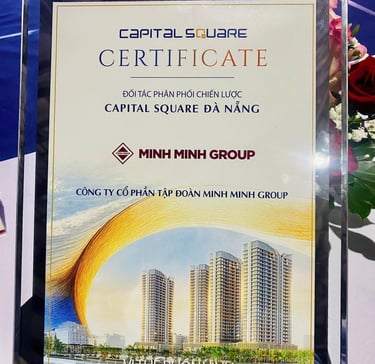 CAPITAL SQUARE
CERTIFICATE
ĐỐI TÁC PHÂN PHỐI CHIẾN LƯỢC
CAPITAL SQUARE ĐÀ NẴNG
MINH MINH GROUP
CÔNG TY CỔ PHẦN TẬP ĐOÀN MINH MINH GROUP